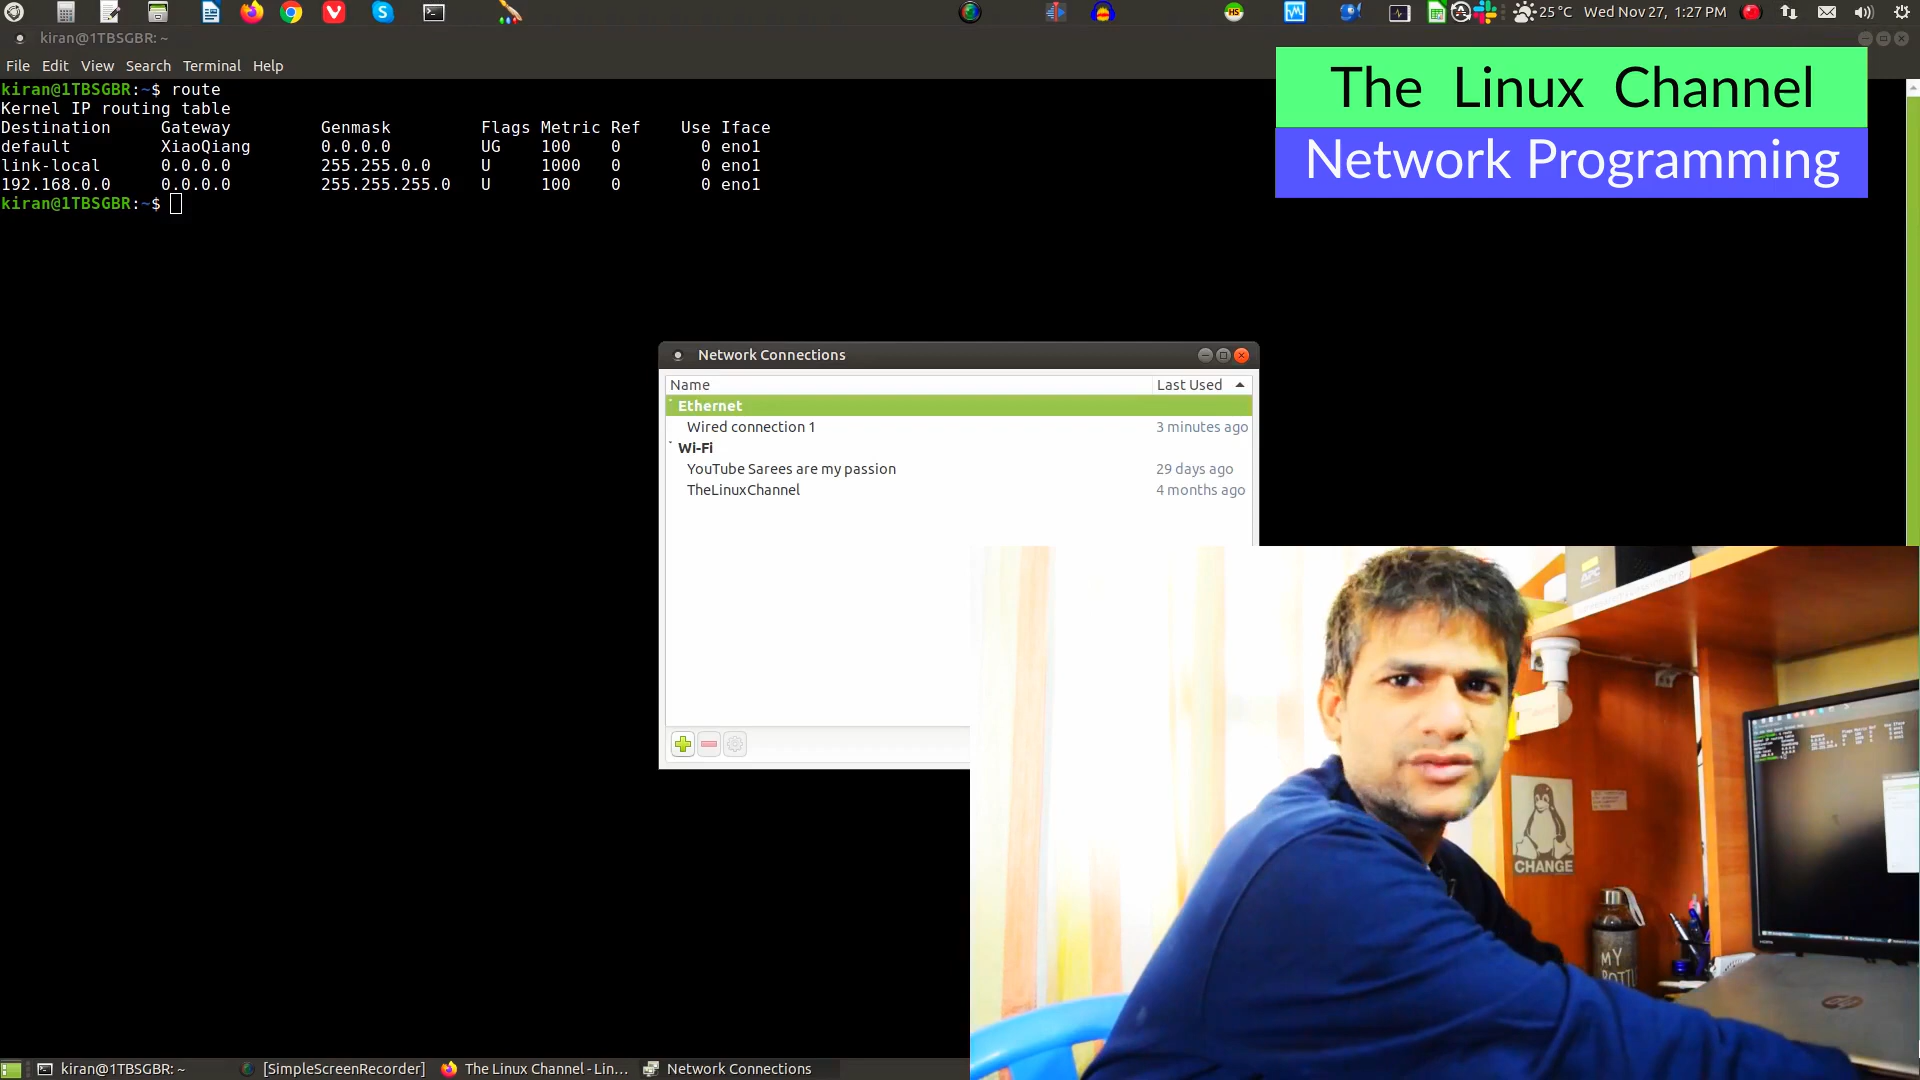 25 °C Wed Nov 27, 1:27 PM
kiran@1TBSGBR: ~
File Edit View Search Terminal Help
The Linux Channel
Network Programming
kiran@1TBSGBR:~$ route
Kernel IP routing table
Destination Gateway Genmask Flags Metric Ref Use Iface
default XiaoQiang 0.0.0.0 UG 100 0 0 eno1
link-local 0.0.0.0 255.255.0.0 U 1000 0 0 eno1
192.168.0.0 0.0.0.0 255.255.255.0 U 100 0 0 eno1
kiran@1TBSGBR:~$
Network Connections
Name Last Used
Ethernet
Wired connection 1 3 minutes ago
Wi-Fi
YouTube Sarees are my passion 29 days ago
TheLinuxChannel 4 months ago
APC
CHANGE
MY
kiran@1TBSGBR: ~ [SimpleScreenRecorder] The Linux Channel - Lin... Network Connections